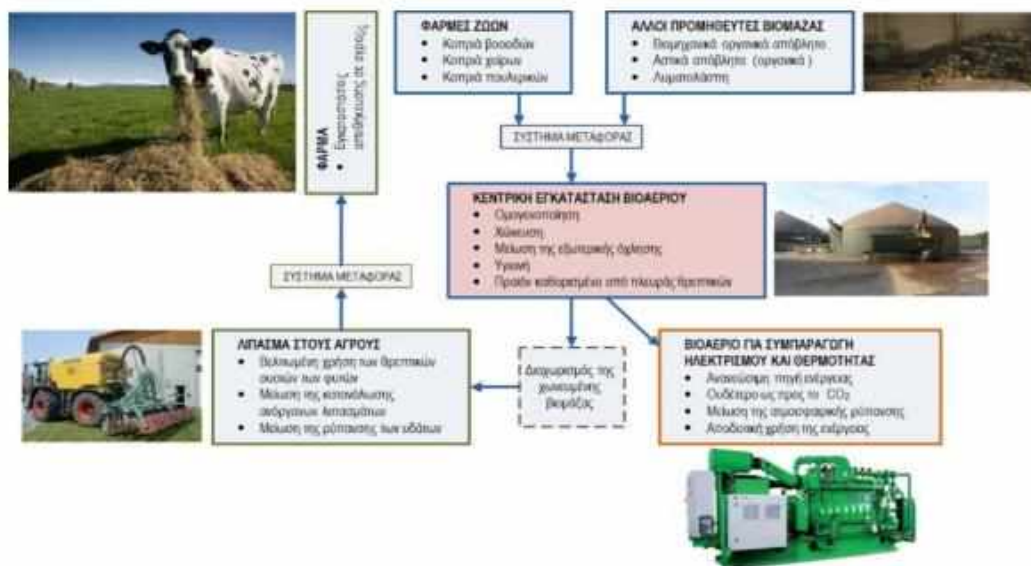 ΦΑΡΜΕΣ ΖΩΩΝ
• Κοπριά βοοειδών
• Κοπριά χοίρων
• Κοπριά πουλερικών
ΑΛΛΟΙ ΠΡΟΜΗΘΕΥΤΕΣ ΒΙΟΜΑΖΑΣ
• Βιομηχανικά οργανικά απόβλητα
• Αστικά απόβλητα (οργανικά )
• Λυματολάσπη
ΦΑΡΜΑ
• Εγκαταστάσεις
αποθήκευσης σε
ΣΥΣΤΗΜΑ ΜΕΤΑΦΟΡΑΣ
ΚΕΝΤΡΙΚΗ ΕΓΚΑΤΑΣΤΑΣΗ ΒΙΟΑΕΡΙΟΥ
• Ομογενοποίηση
• Χώνευση
• Μείωση της εξωτερικής όχλησης
• Υγιεινή
• Προϊόν καθορισμένο από πλευράς θρεπτικών
ΣΥΣΤΗΜΑ ΜΕΤΑΦΟΡΑΣ
ΛΙΠΑΣΜΑ ΣΤΟΥΣ ΑΓΡΟΥΣ
• Βελτιωμένη χρήση των θρεπτικών
ουσιών των φυτών
• Μείωση της κατανάλωσης
ανόργανων λιπασμάτων
• Μείωση της ρύπανσης των υδάτων
Διαχωρισμός της
χωνευμένης
βιομάζας
ΒΙΟΑΕΡΙΟ ΓΙΑ ΣΥΜΠΑΡΑΓΩΓΗ
ΗΛΕΚΤΡΙΣΜΟΥ ΚΑΙ ΘΕΡΜΟΤΗΤΑΣ
• Ανανεώσιμη πηγή ενέργειας
• Ουδέτερο ως προς το CO₂
• Μείωση της ατμοσφαιρικής ρύπανσης
• Αποδοτική χρήση της ενέργειας